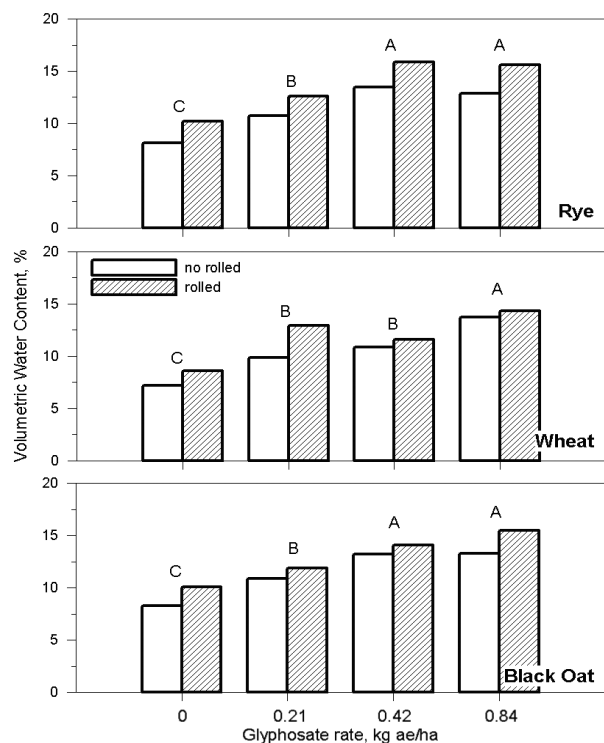 20
15
10
5
0
C
B
A
A
Rye
20
15
10
5
0
no rolled
rolled
C
B
B
A
Wheat
Volumetric Water Content, %
20
15
10
5
0
C
B
A
A
Black Oat
0 0.21 0.42 0.84
Glyphosate rate, kg ae/ha